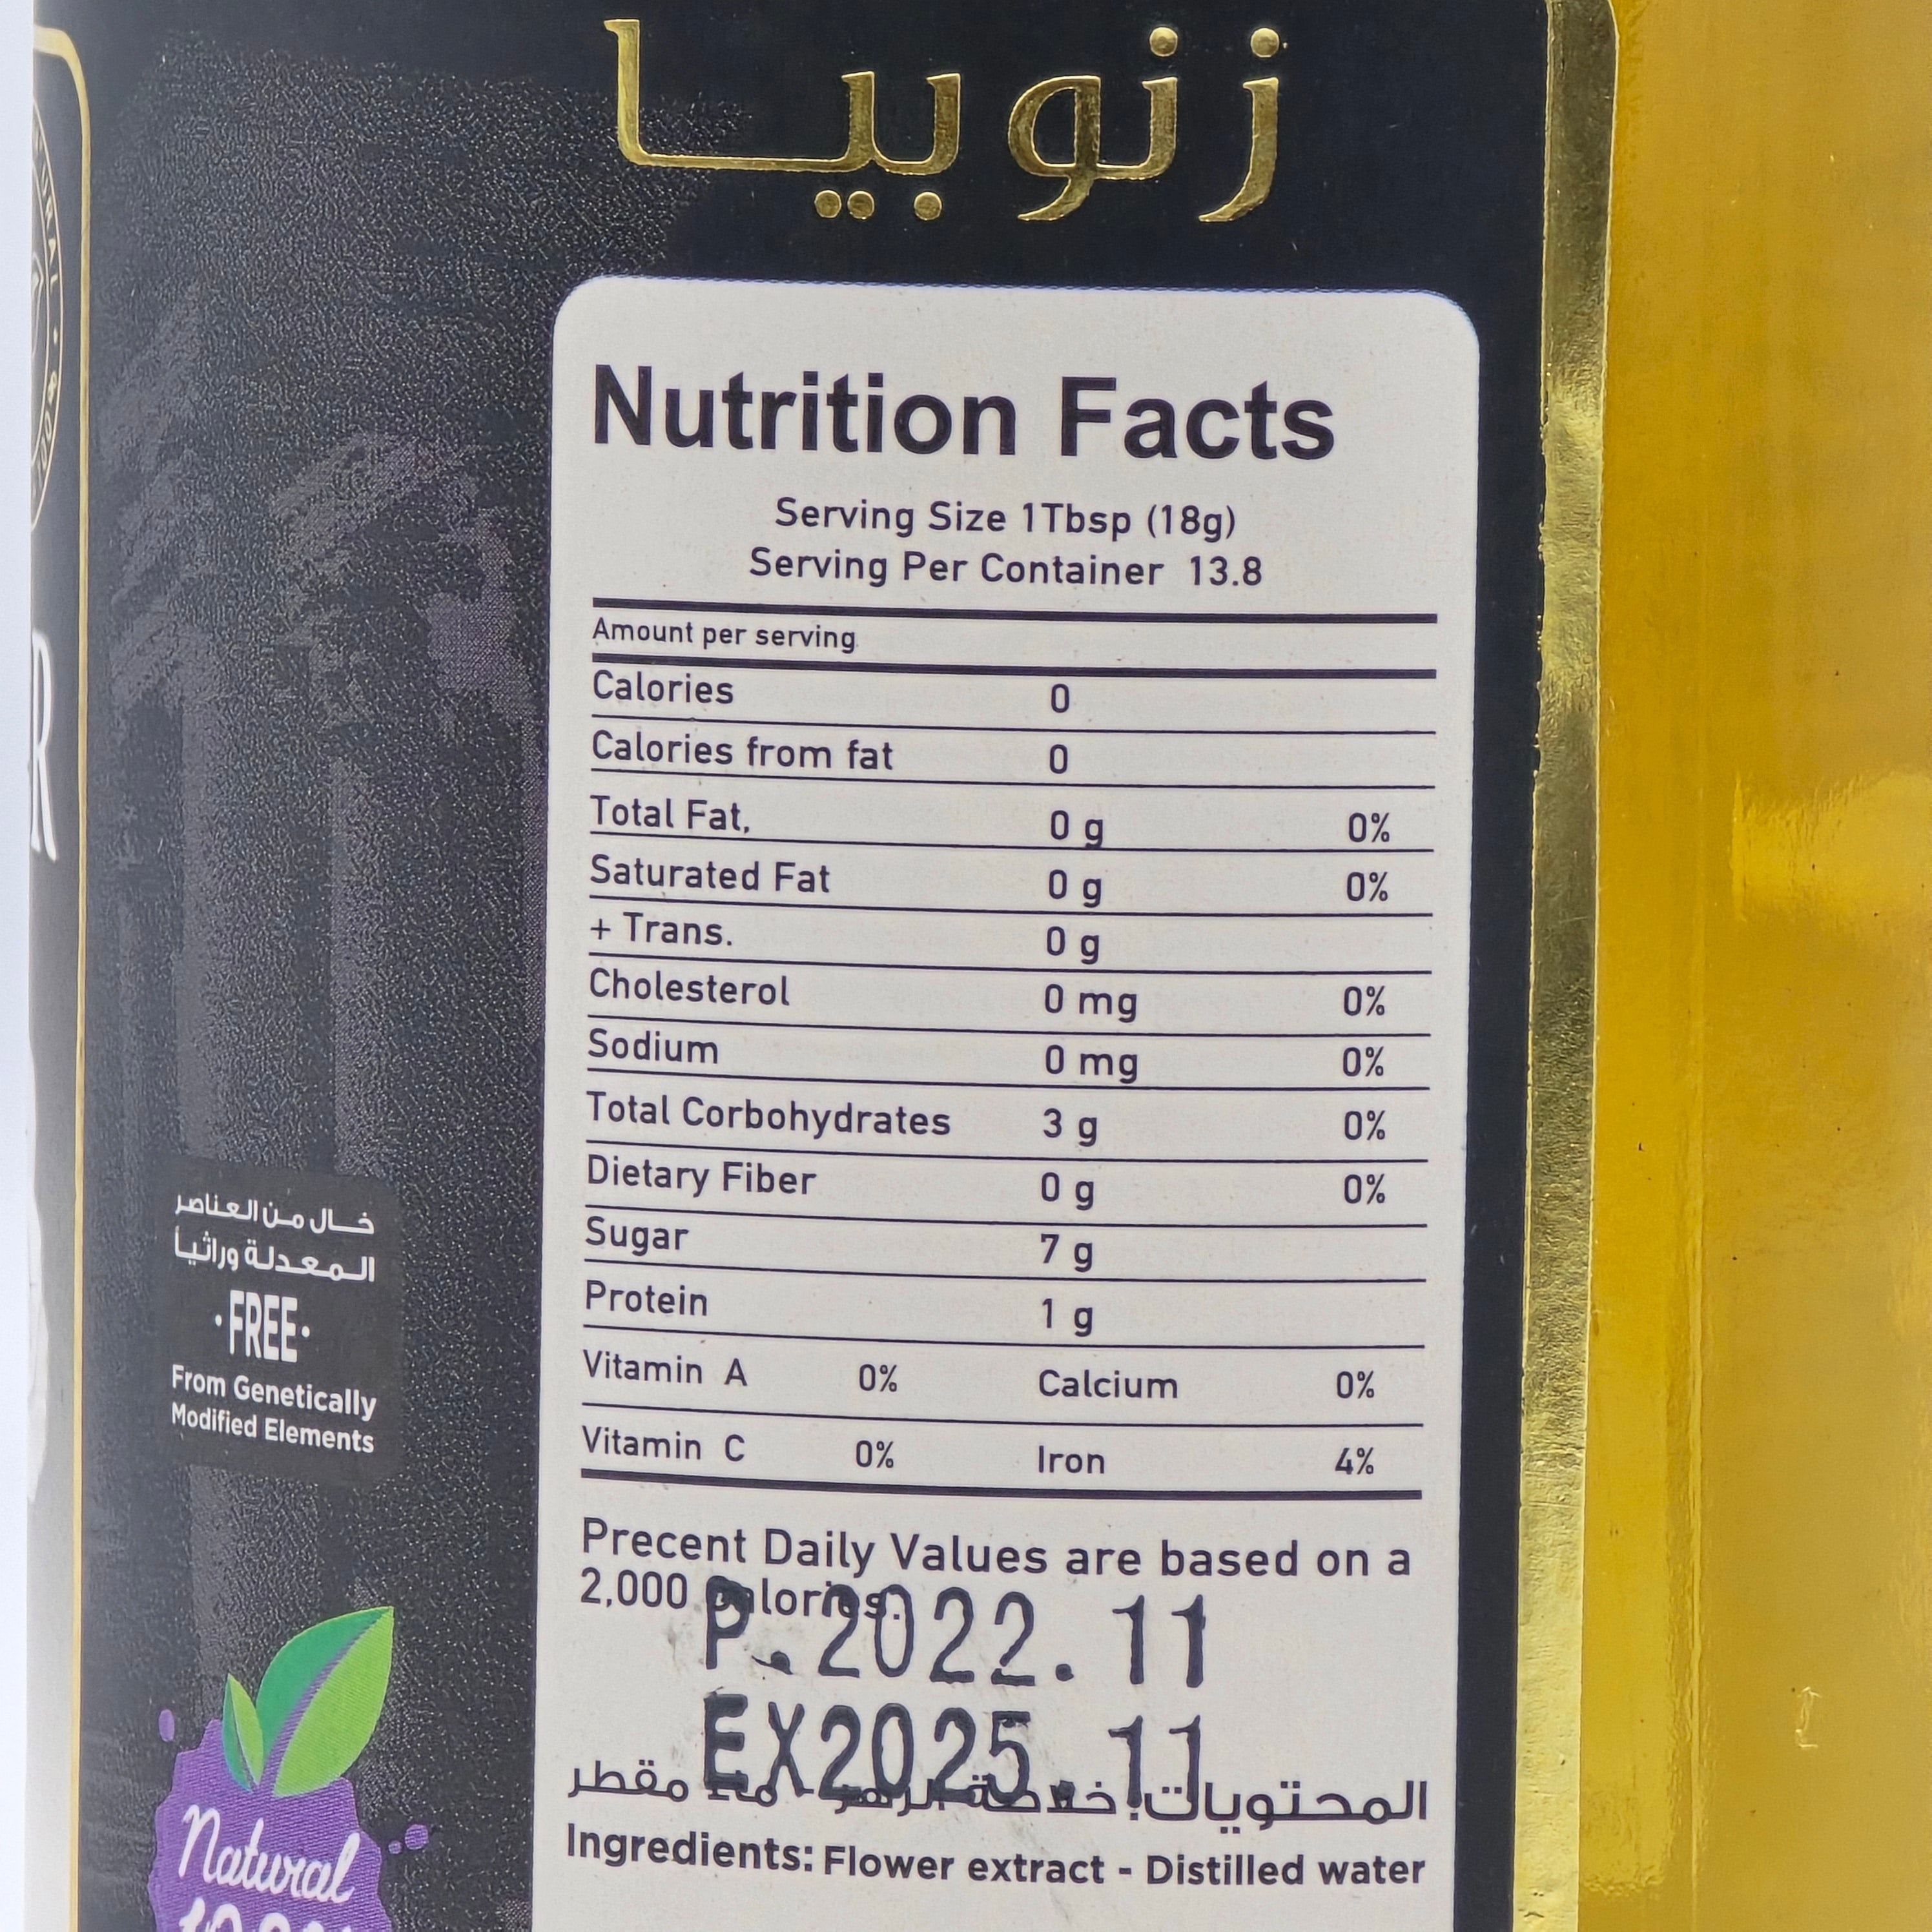 زنوبيا
Nutrition Facts
Serving Size 1Tbsp (18g)
Serving Per Container 13.8
Amount per serving
Calories 0
Calories from fat 0
Total Fat, 0 g 0%
Saturated Fat 0 g 0%
+ Trans. 0 g
Cholesterol 0 mg 0%
Sodium 0 mg 0%
Total Corbohydrates 3 g 0%
Dietary Fiber 0 g 0%
Sugar 7 g
Protein 1 g
Vitamin A 0% Calcium 0%
Vitamin C 0% Iron 4%
Precent Daily Values are based on a
2,000 Calories.
P.2022.11
EX2025.11
المحتويات: خلاصة الزهر - ماء مقطر
Ingredients: Flower extract - Distilled water
خال من العناصر
المعدلة وراثياً
·FREE·
From Genetically
Modified Elements
Natural